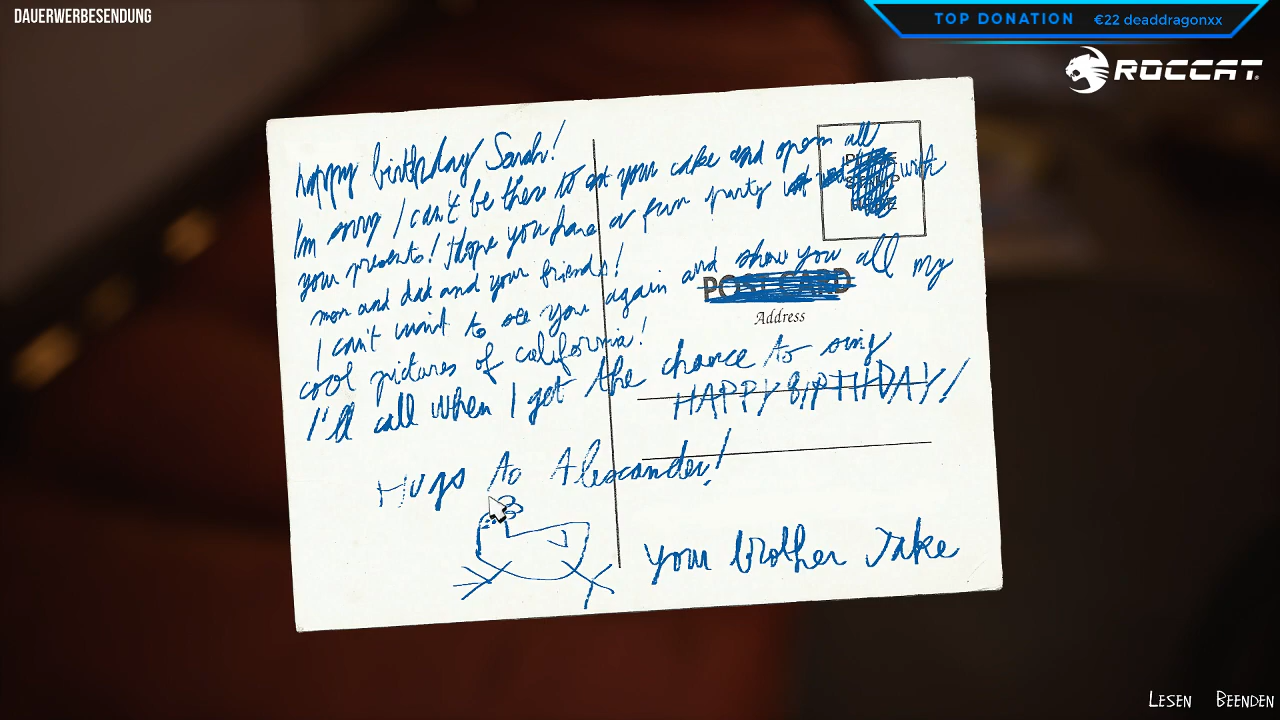 DAUERWERBESENDUNG
TOP DONATION €22 deaddragonxx
ROCCAT
happy birthday Sarah!
I'm sorry I can't be there to eat your cake and open all
your presents! I hope you have a fun party with
mom and dad and your friends!
I can't wait to see you again and show you all my
cool pictures of california!
I'll call when I get the chance to sing
HAPPY BIRTHDAY!
Hugs to Alexander!
your brother Jake
POSTCARD
Address
LESEN BEENDEN